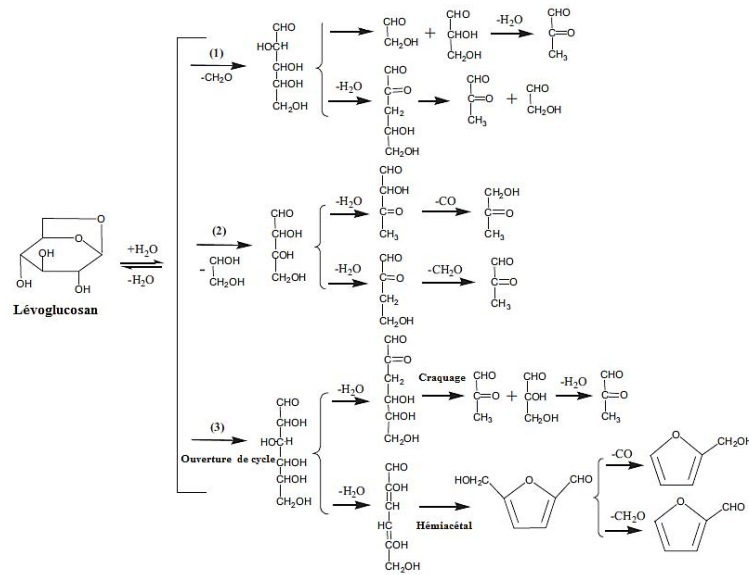 CHO
HOCH
CHOH
CHOH
CH₂OH
(1)
-CH₂O
CHO
CH₂OH
+
CHO
CHOH
CH₂OH
-H₂O
CHO
C=O
CH₃
-H₂O
CHO
C=O
CH₂
CHOH
CH₂OH
CHO
C=O
CH₃
+
CHO
CH₂OH
O
O
OH
OH
OH
Lévoglucosan
+H₂O
-H₂O
(2)
-
CHOH
CH₂OH
CHO
CHOH
COH
CH₂OH
-H₂O
CHO
CHOH
C=O
CH₃
-CO
CH₂OH
C=O
CH₃
-H₂O
CHO
C=O
CH₂
CH₂OH
-CH₂O
CHO
C=O
CH₃
(3)
Ouverture de cycle
CHO
CHOH
HOCH
CHOH
CHOH
CH₂OH
-H₂O
CHO
C=O
CH₂
CHOH
CHOH
CH₂OH
Craquage
CHO
C=O
CH₃
+
CHO
COH
CH₂OH
-H₂O
CHO
C=O
CH₃
-H₂O
CHO
COH
CH
HC
COH
CH₂OH
Hémiacétal
HOH₂C
O
CHO
-CO
O
CH₂OH
-CH₂O
O
CHO